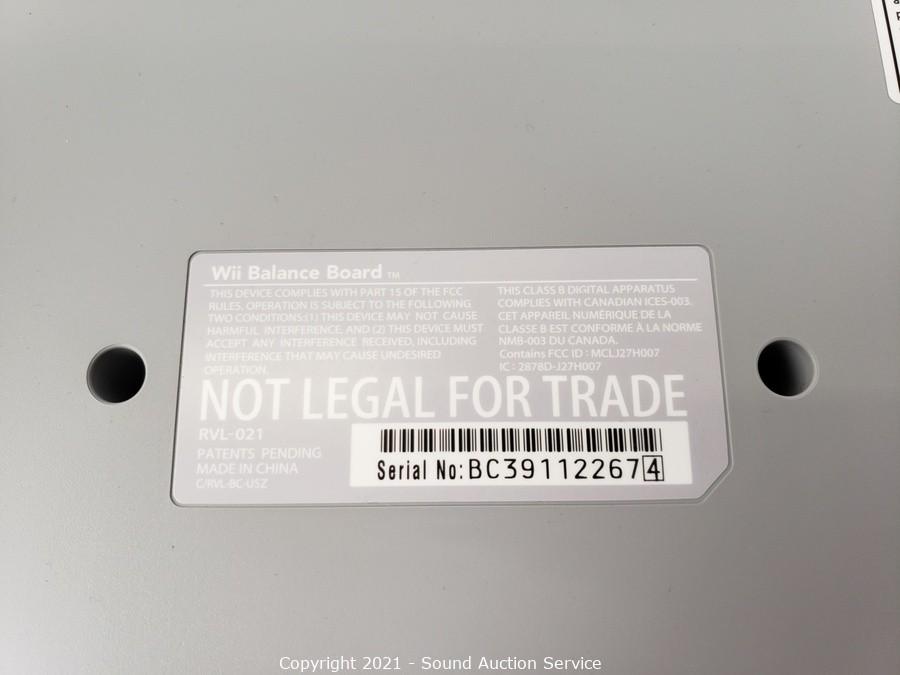 Wii Balance Board TM
THIS DEVICE COMPLIES WITH PART 15 OF THE FCC
RULES, OPERATION IS SUBJECT TO THE FOLLOWING
TWO CONDITIONS:(1) THIS DEVICE MAY NOT CAUSE
HARMFUL INTERFERENCE, AND (2) THIS DEVICE MUST
ACCEPT ANY INTERFERENCE RECEIVED, INCLUDING
INTERFERENCE THAT MAY CAUSE UNDESIRED
OPERATION.
THIS CLASS B DIGITAL APPARATUS
COMPLIES WITH CANADIAN ICES-003.
CET APPAREIL NUMÉRIQUE DE LA
CLASSE B EST CONFORME À LA NORME
NMB-003 DU CANADA.
Contains FCC ID : MCLJ27H007
IC : 2878D-J27H007
NOT LEGAL FOR TRADE
RVL-021
PATENTS PENDING
MADE IN CHINA
C/RVL-BC-USZ
Serial No:BC391122674
Copyright 2021 - Sound Auction Service